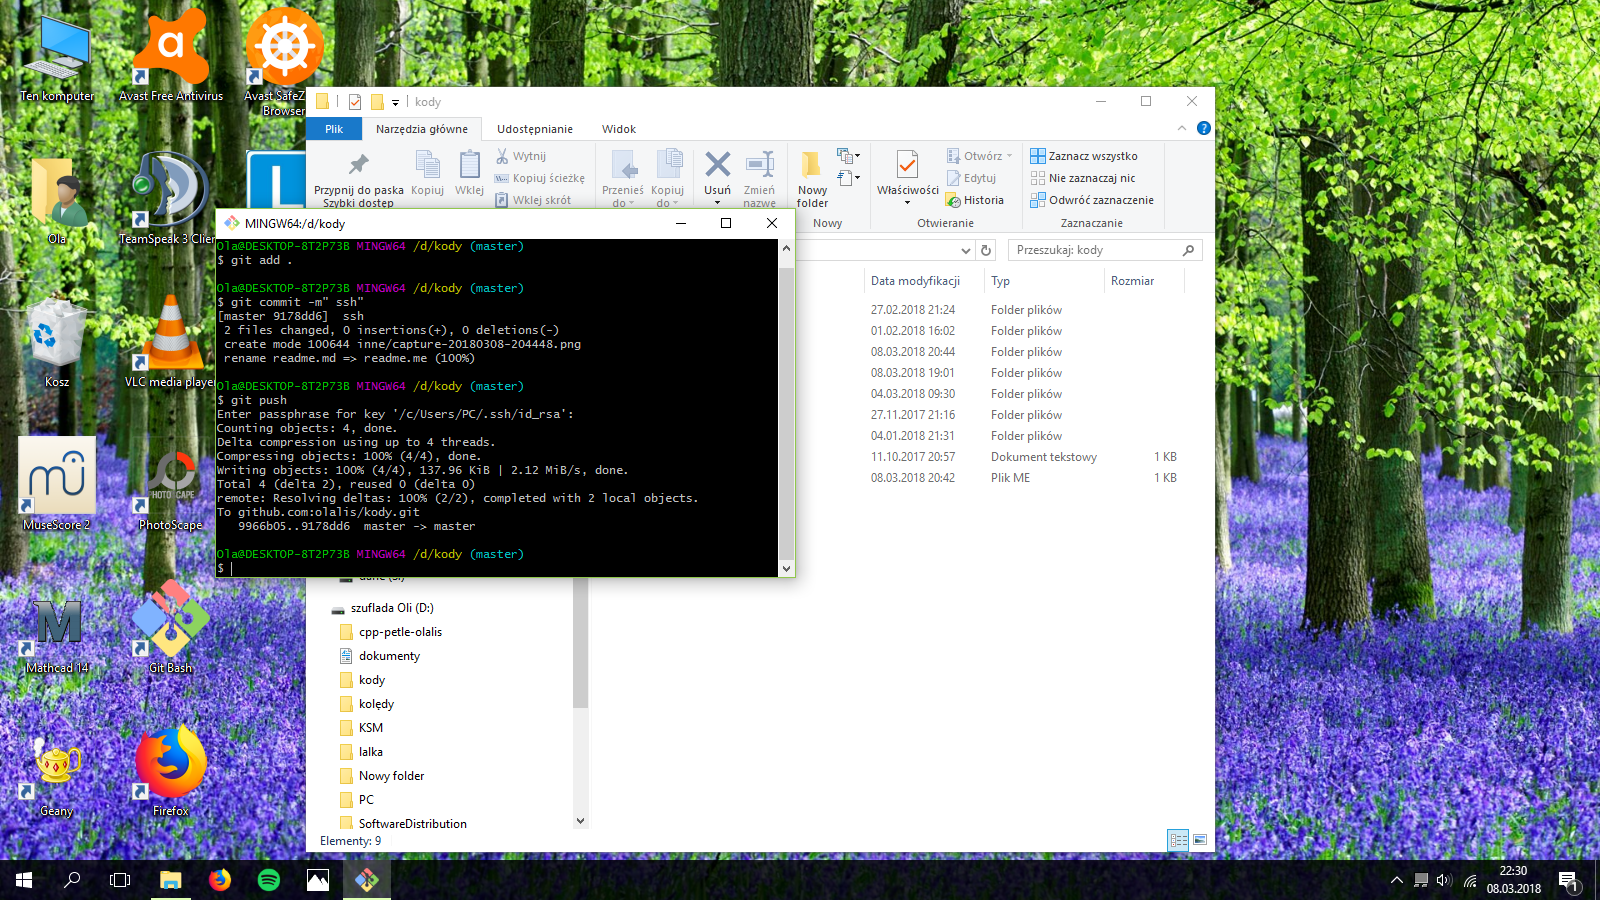 Ten komputer
Avast Free Antivirus
Avast SafeZ
Browser
Ola
TeamSpeak 3 Clien
Kosz
VLC media player
MuseScore 2
PHOTO CAPE
PhotoScape
Mathcad 14
Git Bash
Geany
Firefox
kody
Plik
Narzędzia główne
Udostępnianie
Widok
Przypnij do paska
Szybki dostęp
Kopiuj
Wklej
Wytnij
Kopiuj ścieżkę
Wklej skrót
Przenieś
do
Kopiuj
do
Usuń
Zmień
nazwę
Nowy
folder
Nowy
Właściwości
Otwórz
Edytuj
Historia
Otwieranie
Zaznacz wszystko
Nie zaznaczaj nic
Odwróć zaznaczenie
Zaznaczanie
Przeszukaj: kody
Data modyfikacji Typ Rozmiar
27.02.2018 21:24 Folder plików
01.02.2018 16:02 Folder plików
08.03.2018 20:44 Folder plików
08.03.2018 19:01 Folder plików
04.03.2018 09:30 Folder plików
27.11.2017 21:16 Folder plików
04.01.2018 21:31 Folder plików
11.10.2017 20:57 Dokument tekstowy 1 KB
08.03.2018 20:42 Plik ME 1 KB
MINGW64:/d/kody
Ola@DESKTOP-8T2P73B MINGW64 /d/kody (master)
$ git add .
Ola@DESKTOP-8T2P73B MINGW64 /d/kody (master)
$ git commit -m" ssh"
[master 9178dd6]  ssh
2 files changed, 0 insertions(+), 0 deletions(-)
create mode 100644 inne/capture-20180308-204448.png
rename readme.md => readme.me (100%)
Ola@DESKTOP-8T2P73B MINGW64 /d/kody (master)
$ git push
Enter passphrase for key '/c/Users/PC/.ssh/id_rsa':
Counting objects: 4, done.
Delta compression using up to 4 threads.
Compressing objects: 100% (4/4), done.
Writing objects: 100% (4/4), 137.96 KiB | 2.12 MiB/s, done.
Total 4 (delta 2), reused 0 (delta 0)
remote: Resolving deltas: 100% (2/2), completed with 2 local objects.
To github.com:olalis/kody.git
9966b05..9178dd6  master -> master
Ola@DESKTOP-8T2P73B MINGW64 /d/kody (master)
$
szuflada Oli (D:)
cpp-petle-olalis
dokumenty
kody
kolędy
KSM
lalka
Nowy folder
PC
SoftwareDistribution
Elementy: 9
22:30
08.03.2018
1